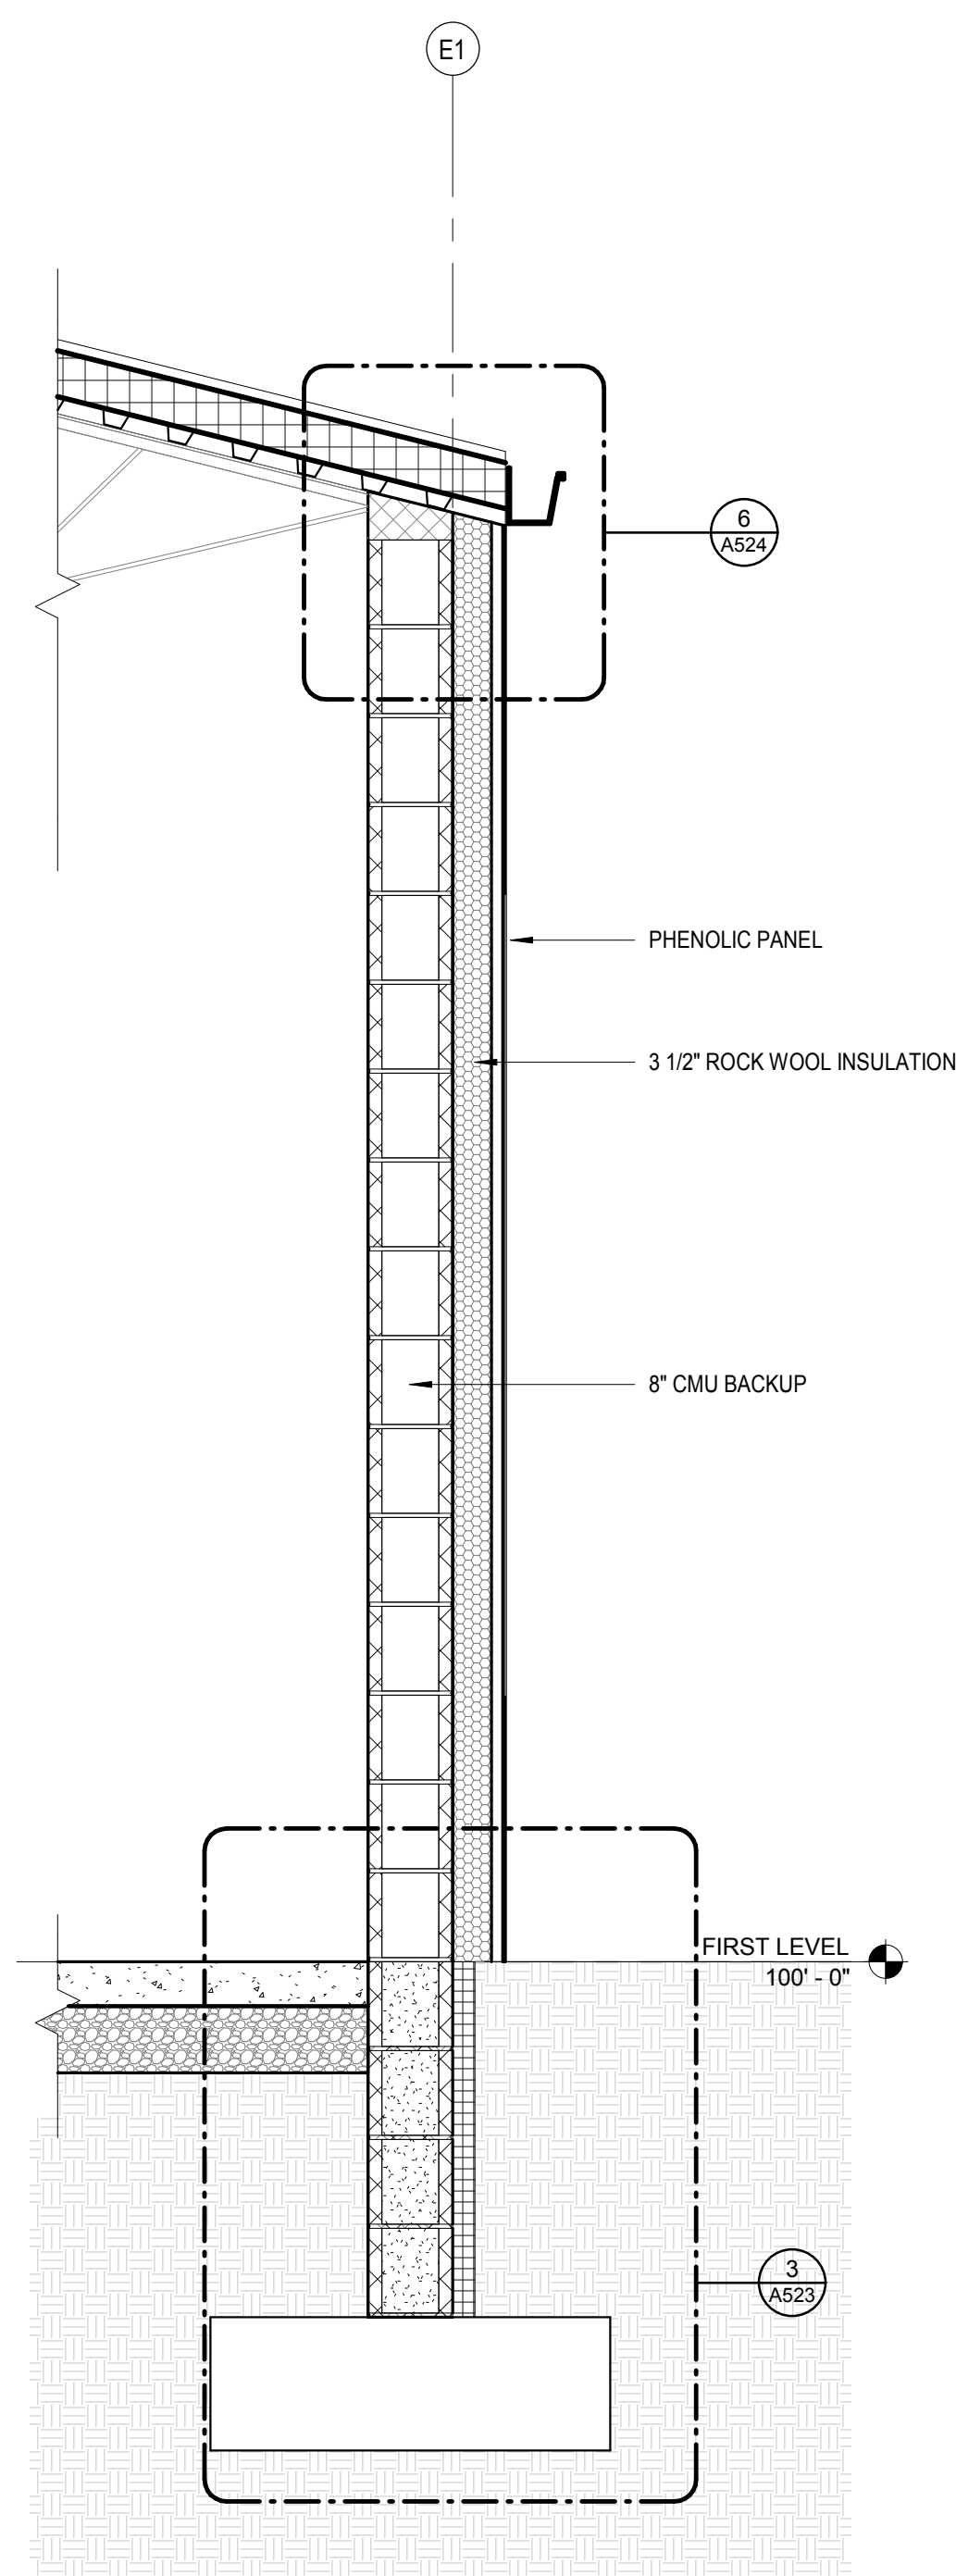 E1
6
A524
PHENOLIC PANEL
3 1/2" ROCK WOOL INSULATION
8" CMU BACKUP
FIRST LEVEL
100' - 0"
3
A523